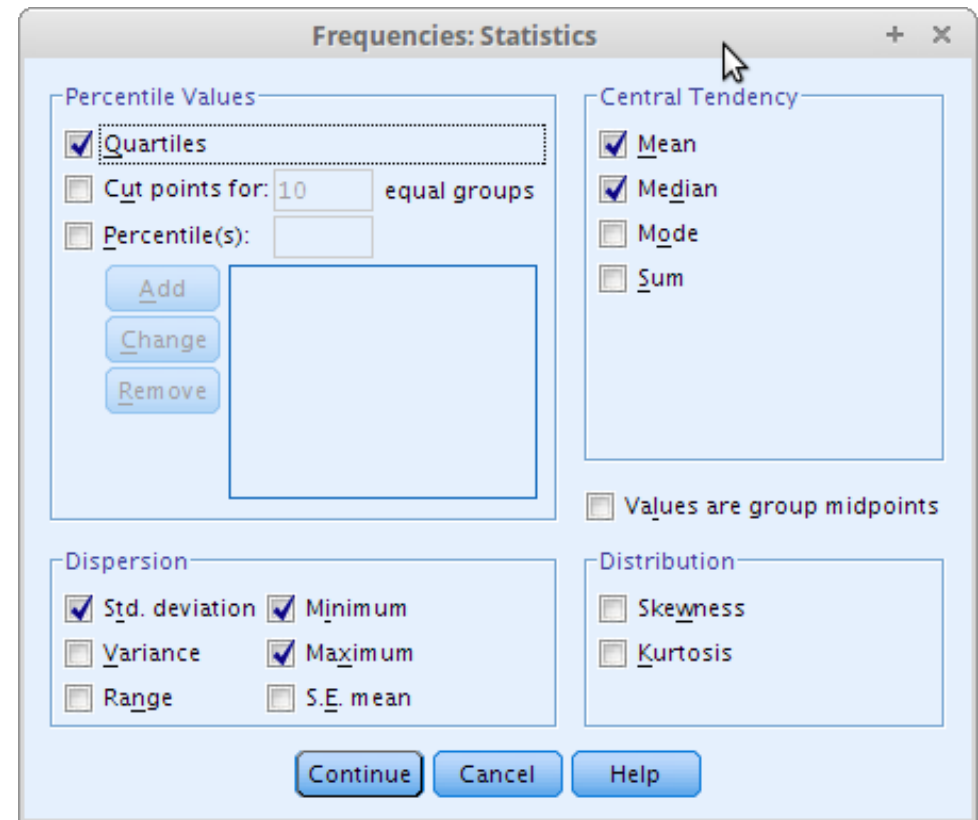 Frequencies: Statistics
Percentile Values
Quartiles
Cut points for: 10 equal groups
Percentile(s):
Add
Change
Remove
Central Tendency
Mean
Median
Mode
Sum
Values are group midpoints
Dispersion
Std. deviation Minimum
Variance Maximum
Range S.E. mean
Distribution
Skewness
Kurtosis
Continue Cancel Help